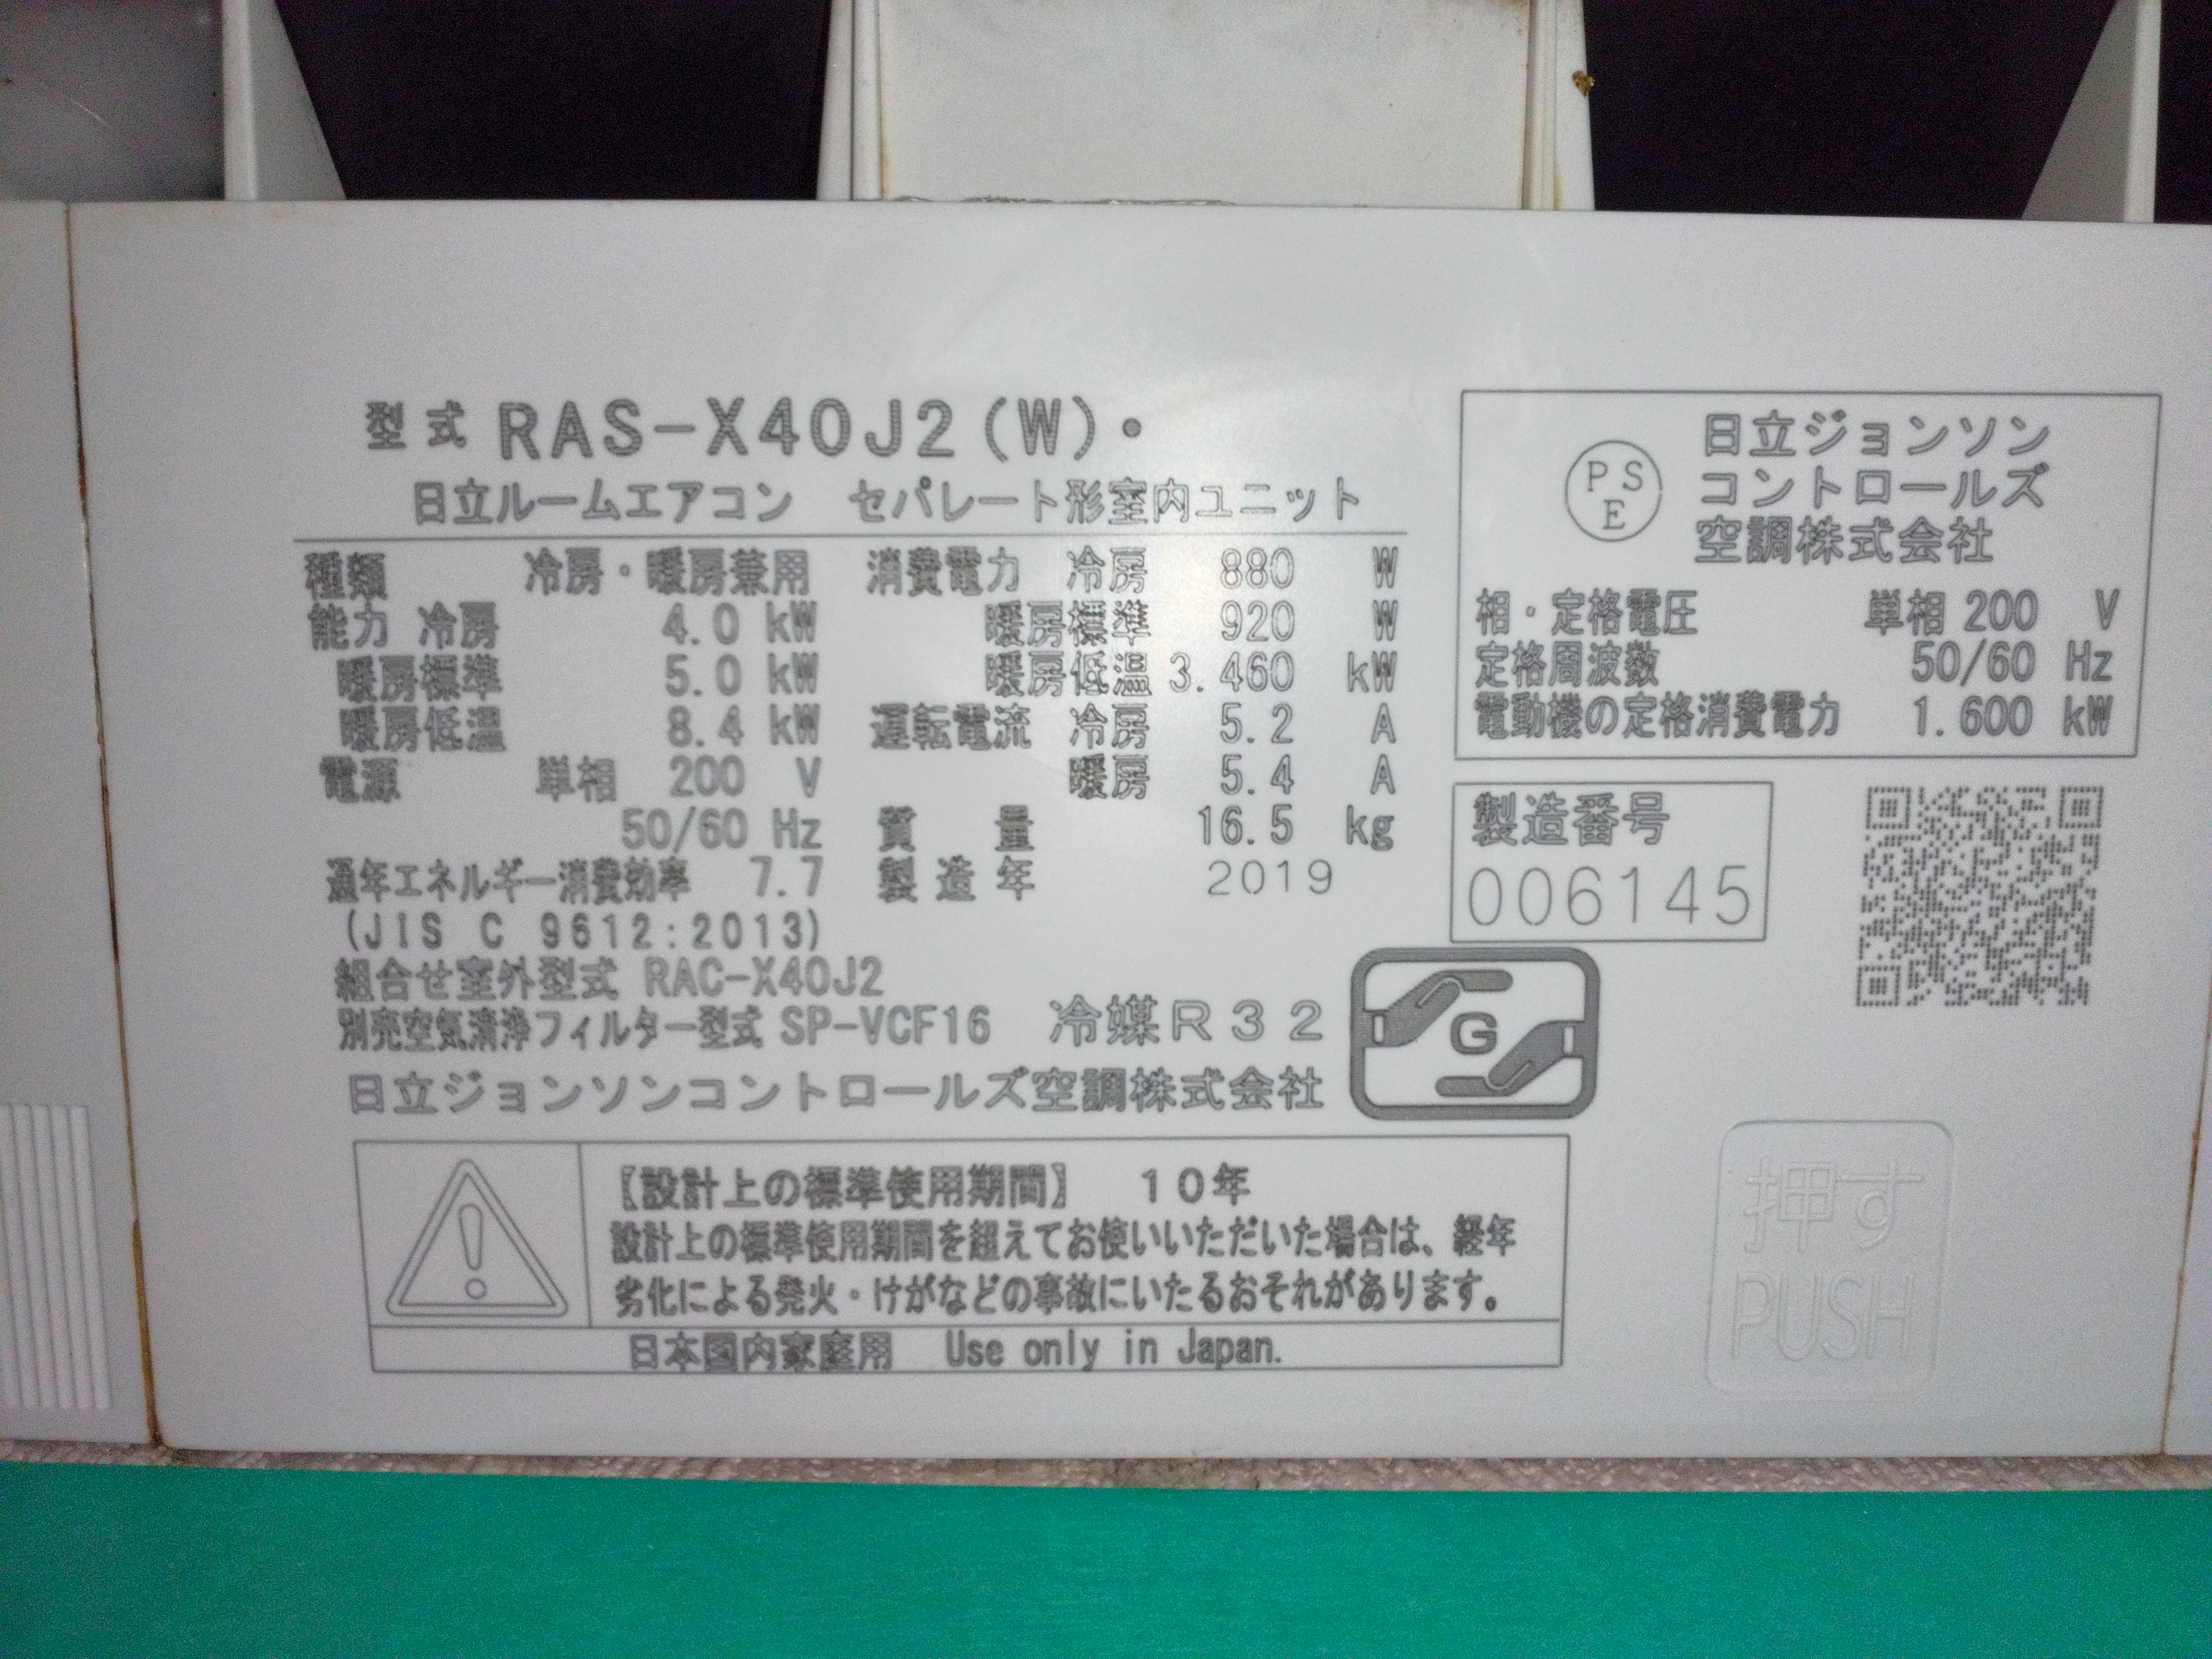 型式 RAS-X40J2(W)・
日立ルームエアコン セパレート形室内ユニット
種類 冷房・暖房兼用
能力 冷房 4.0 kW
暖房標準 5.0 kW
暖房低温 8.4 kW
電源 単相 200 V
50/60 Hz
通年エネルギー消費効率 7.7
(JIS C 9612:2013)
消費電力 冷房 880 W
暖房標準 920 W
暖房低温 3.460 kW
運転電流 冷房 5.2 A
暖房 5.4 A
質量 16.5 kg
製造年 2019
組合せ室外型式 RAC-X40J2
別売空気清浄フィルター型式 SP-VCF16 冷媒R32
日立ジョンソンコントロールズ空調株式会社
G
PSE
日立ジョンソン
コントロールズ
空調株式会社
相・定格電圧 単相 200 V
定格周波数 50/60 Hz
電動機の定格消費電力 1.600 kW
製造番号
006145
【設計上の標準使用期間】 10年
設計上の標準使用期間を超えてお使いいただいた場合は、経年
劣化による発火・けがなどの事故にいたるおそれがあります。
日本国内家庭用 Use only in Japan.
押す
PUSH